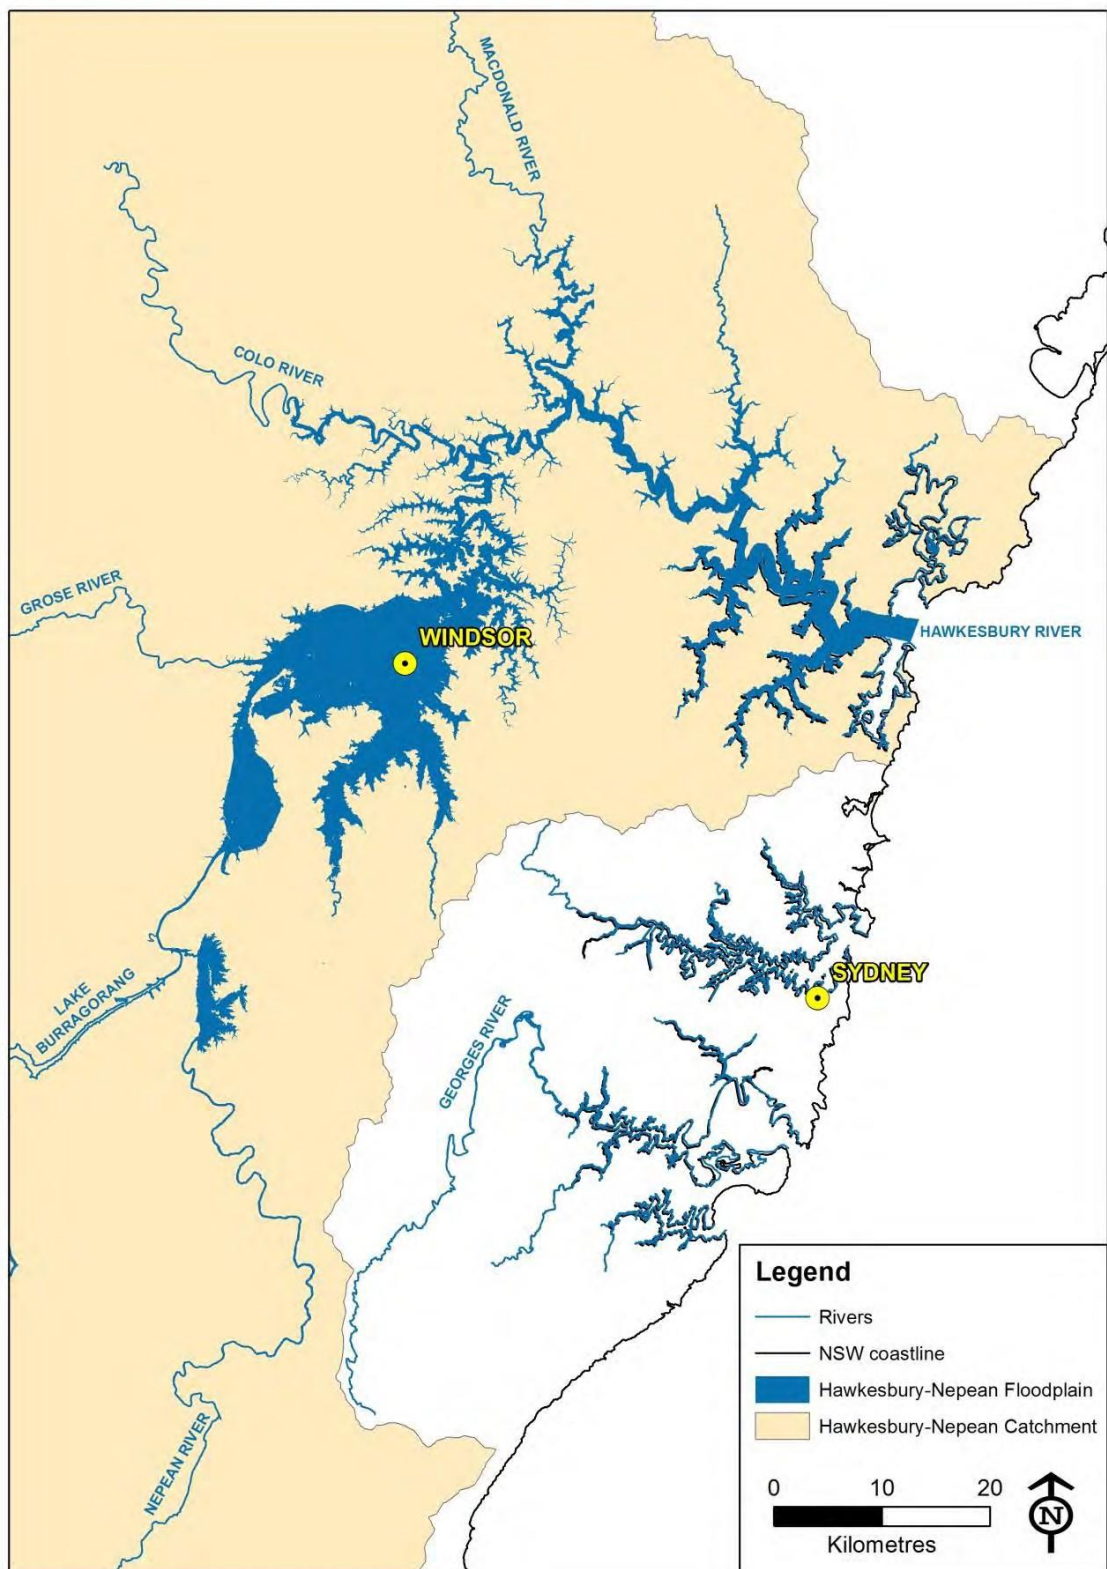 MACDONALD RIVER
COLO RIVER
GROSE RIVER
WINDSOR
HAWKESBURY RIVER
LAKE
BURRAGORANG
SYDNEY
GEORGES RIVER
NEPEAN RIVER
Legend
Rivers
NSW coastline
Hawkesbury-Nepean Floodplain
Hawkesbury-Nepean Catchment
0 10 20
Kilometres
N